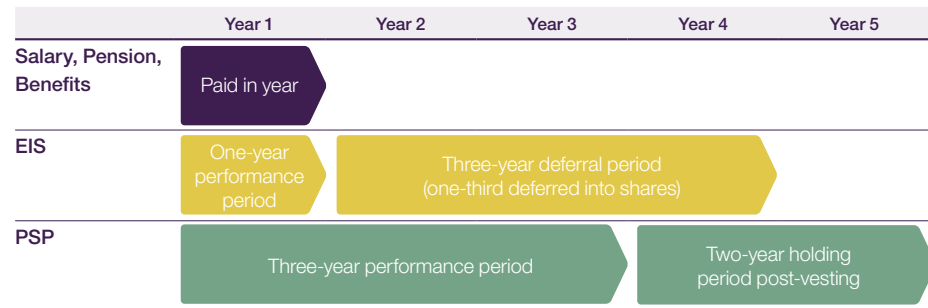 Year 1 Year 2 Year 3 Year 4 Year 5
Salary, Pension,
Benefits
Paid in year
EIS
One-year
performance
period
Three-year deferral period
(one-third deferred into shares)
PSP
Three-year performance period
Two-year holding
period post-vesting